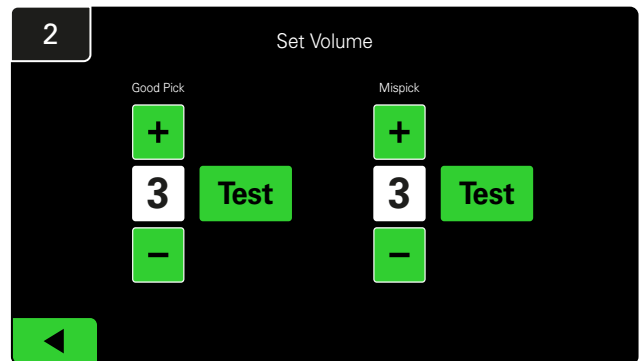 2
Set Volume
Good Pick
Mispick
+
+
3 Test
3 Test
−
−